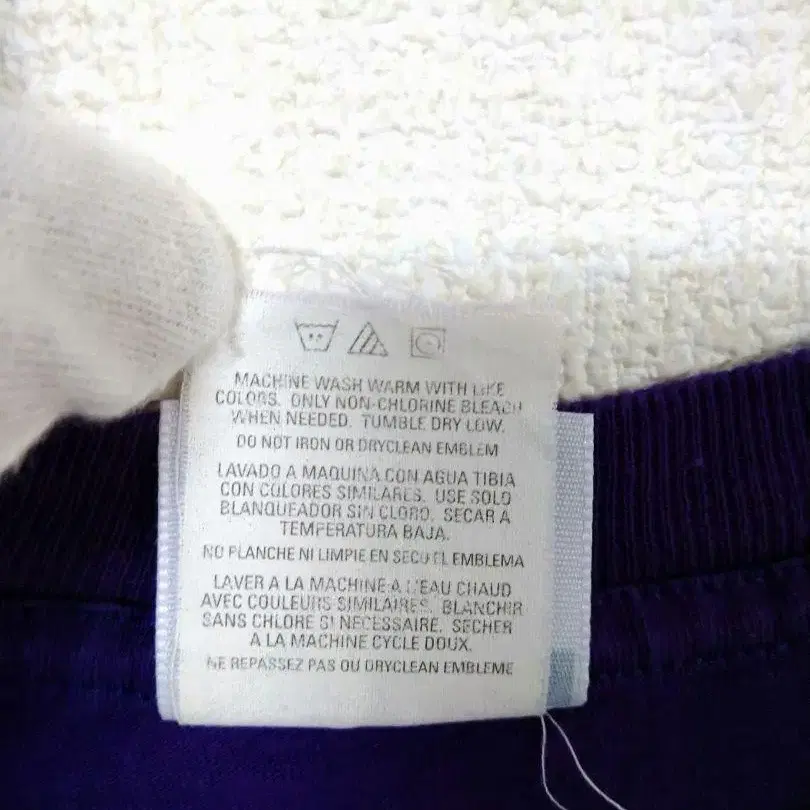 MACHINE WASH WARM WITH LIKE
COLORS. ONLY NON-CHLORINE BLEACH
WHEN NEEDED. TUMBLE DRY LOW.
DO NOT IRON OR DRYCLEAN EMBLEM
LAVADO A MAQUINA CON AGUA TIBIA
CON COLORES SIMILARES. USE SOLO
BLANQUEADOR SIN CLORO. SECAR A
TEMPERATURA BAJA.
NO PLANCHE NI LIMPIE EN SECO EL EMBLEMA
LAVER A LA MACHINE A L'EAU CHAUD
AVEC COULEURS SIMILAIRES. BLANCHIR
SANS CHLORE SI NECESSAIRE. SECHER
A LA MACHINE CYCLE DOUX.
NE REPASSEZ PAS OU DRYCLEAN EMBLEME